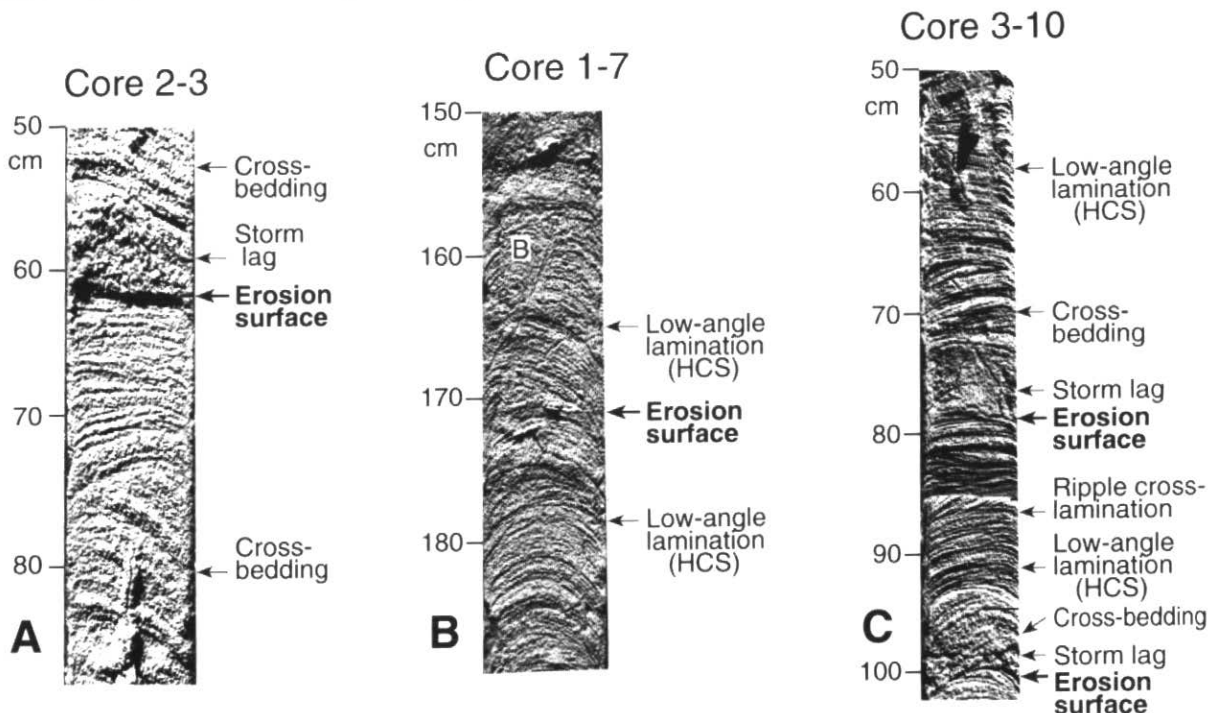 Core 2-3
50
cm
60
70
80
Cross-
bedding
Storm
lag
Erosion
surface
Cross-
bedding
A
Core 1-7
150
cm
160
170
180
B
Low-angle
lamination
(HCS)
Erosion
surface
Low-angle
lamination
(HCS)
B
Core 3-10
50
cm
60
70
80
90
100
Low-angle
lamination
(HCS)
Cross-
bedding
Storm lag
Erosion
surface
Ripple cross-
lamination
Low-angle
lamination
(HCS)
Cross-bedding
Storm lag
Erosion
surface
C